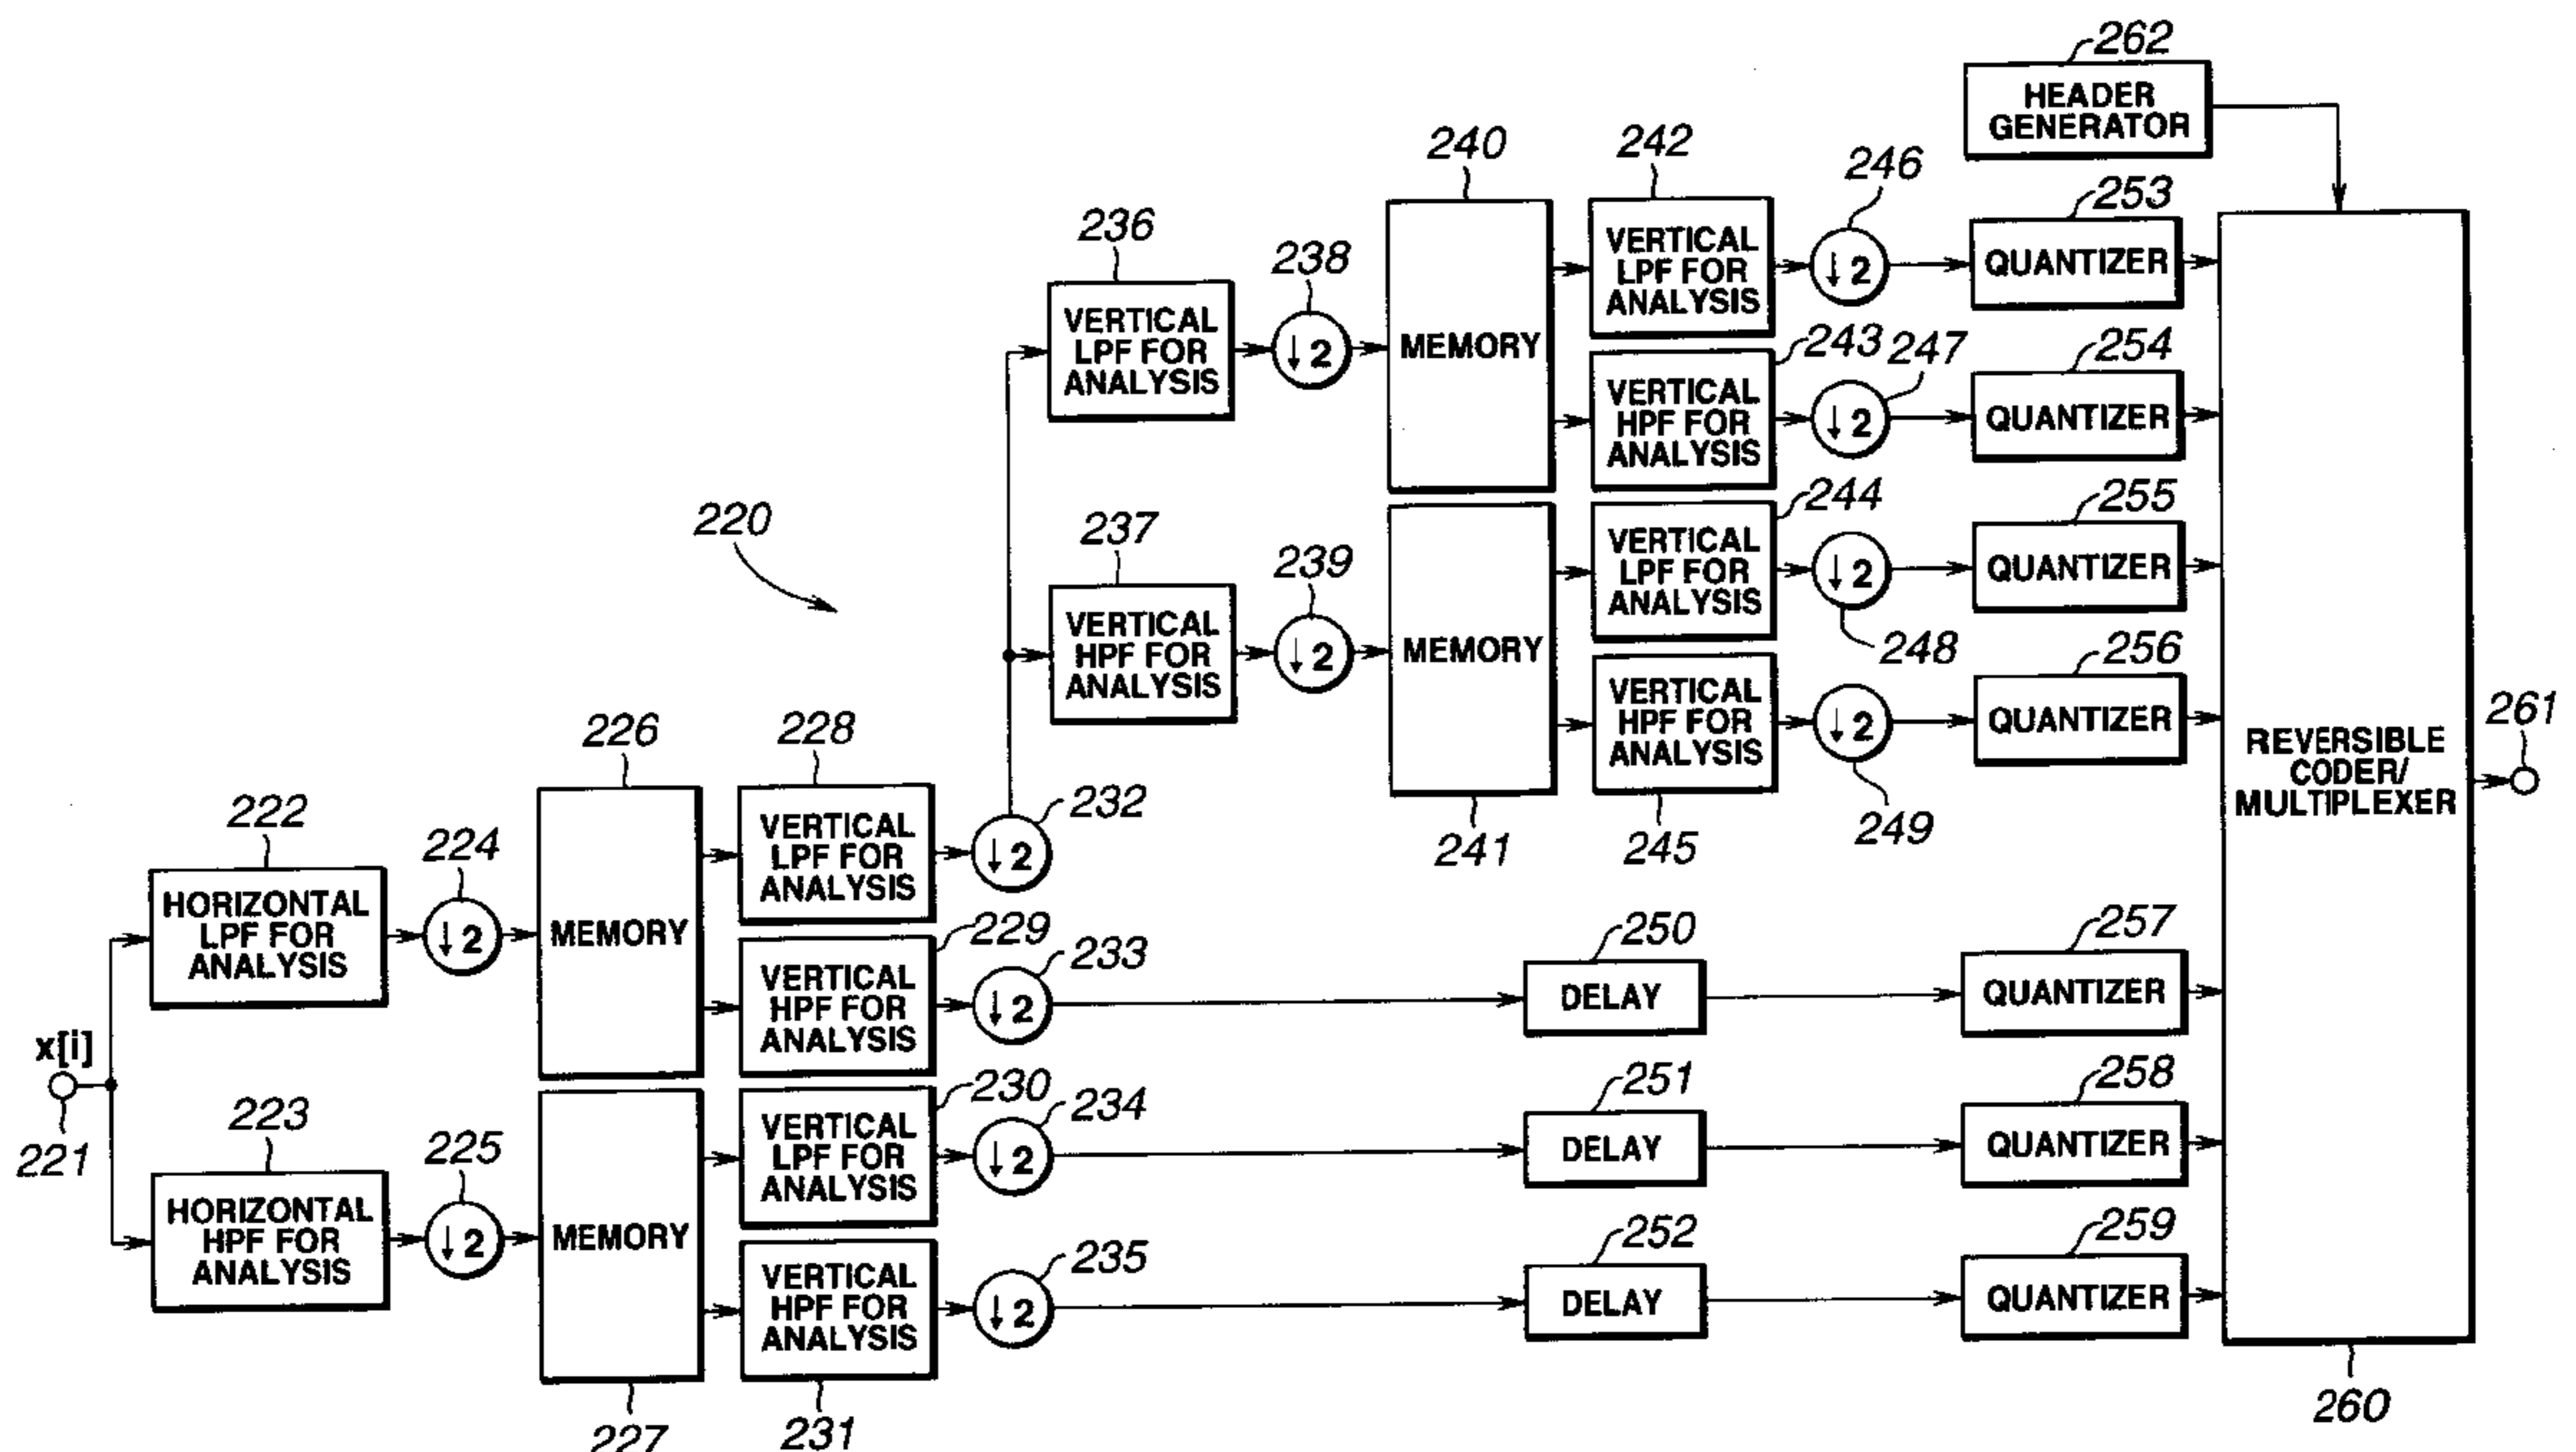 262
HEADER
GENERATOR
240
242
246
253
236
238
VERTICAL
LPF FOR
ANALYSIS
↓2
QUANTIZER
VERTICAL
LPF FOR
ANALYSIS
↓2
MEMORY
243
247
254
VERTICAL
HPF FOR
ANALYSIS
↓2
QUANTIZER
220
237
239
244
255
VERTICAL
LPF FOR
ANALYSIS
↓2
QUANTIZER
VERTICAL
HPF FOR
ANALYSIS
↓2
MEMORY
248
256
VERTICAL
HPF FOR
ANALYSIS
↓2
QUANTIZER
261
REVERSIBLE
CODER/
MULTIPLEXER
226
228
232
241
245
249
222
224
VERTICAL
LPF FOR
ANALYSIS
↓2
HORIZONTAL
LPF FOR
ANALYSIS
↓2
MEMORY
229
233
250
257
VERTICAL
HPF FOR
ANALYSIS
↓2
DELAY
QUANTIZER
x[i]
221
223
225
230
234
251
258
VERTICAL
LPF FOR
ANALYSIS
↓2
DELAY
QUANTIZER
HORIZONTAL
HPF FOR
ANALYSIS
↓2
MEMORY
235
252
259
VERTICAL
HPF FOR
ANALYSIS
↓2
DELAY
QUANTIZER
227
231
260